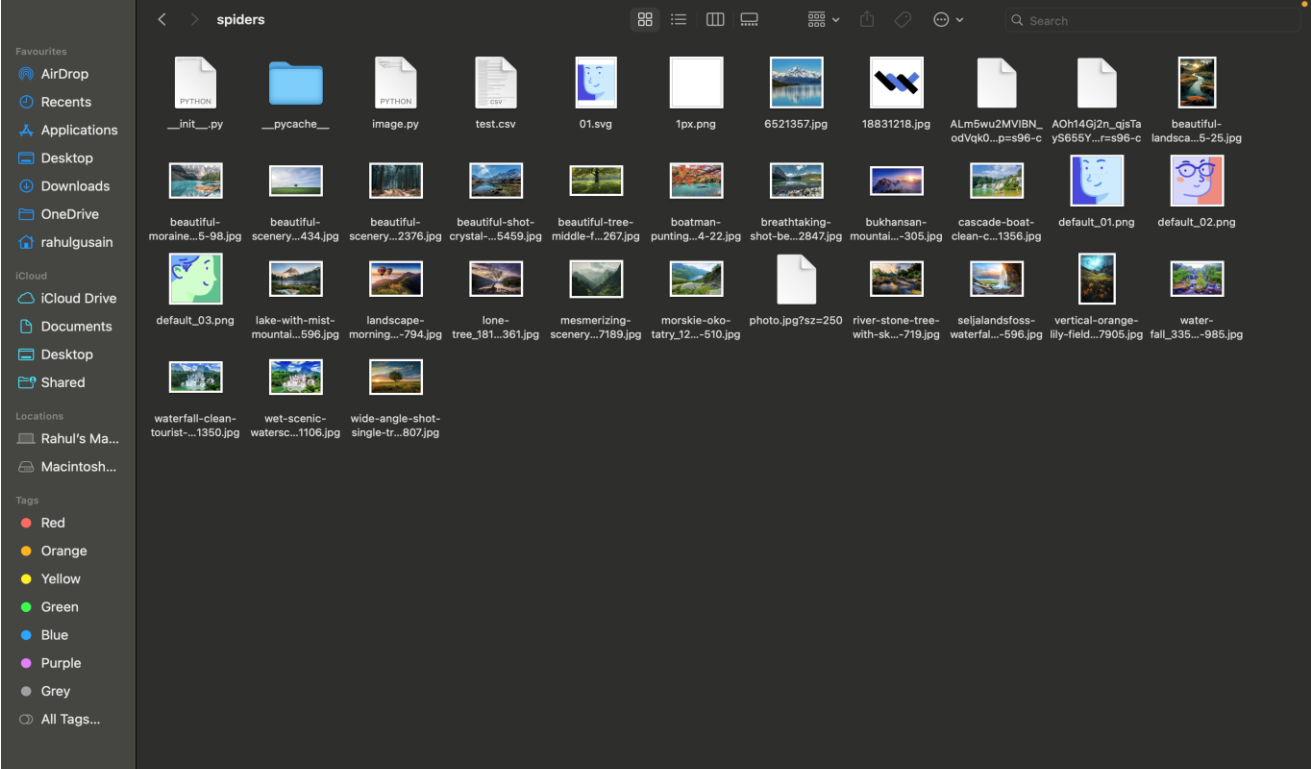 spiders
Search
Favourites
AirDrop
Recents
Applications
Desktop
Downloads
OneDrive
rahulgusain
iCloud
iCloud Drive
Documents
Desktop
Shared
Locations
Rahul's Ma...
Macintosh...
Tags
Red
Orange
Yellow
Green
Blue
Purple
Grey
All Tags...
PYTHON
__init__.py
__pycache__
PYTHON
image.py
CSV
test.csv
01.svg
1px.png
6521357.jpg
18831218.jpg
ALm5wu2MVIBN_
odVqk0...p=s96-c
AOh14Gj2n_qjsTa
yS655Y...r=s96-c
beautiful-
landsca...5-25.jpg
beautiful-
moraine...5-98.jpg
beautiful-
scenery...434.jpg
beautiful-
scenery...2376.jpg
beautiful-shot-
crystal-...5459.jpg
beautiful-tree-
middle-f...267.jpg
boatman-
punting...4-22.jpg
breathtaking-
shot-be...2847.jpg
bukhansan-
mountai...-305.jpg
cascade-boat-
clean-c...1356.jpg
default_01.png
default_02.png
default_03.png
lake-with-mist-
mountai...596.jpg
landscape-
morning...-794.jpg
lone-
tree_181...361.jpg
mesmerizing-
scenery...7189.jpg
morskie-oko-
tatry_12...-510.jpg
photo.jpg?sz=250
river-stone-tree-
with-sk...-719.jpg
seljalandsfoss-
waterfal...-596.jpg
vertical-orange-
lily-field...7905.jpg
water-
fall_335...-985.jpg
waterfall-clean-
tourist-...1350.jpg
wet-scenic-
watersc...1106.jpg
wide-angle-shot-
single-tr...807.jpg